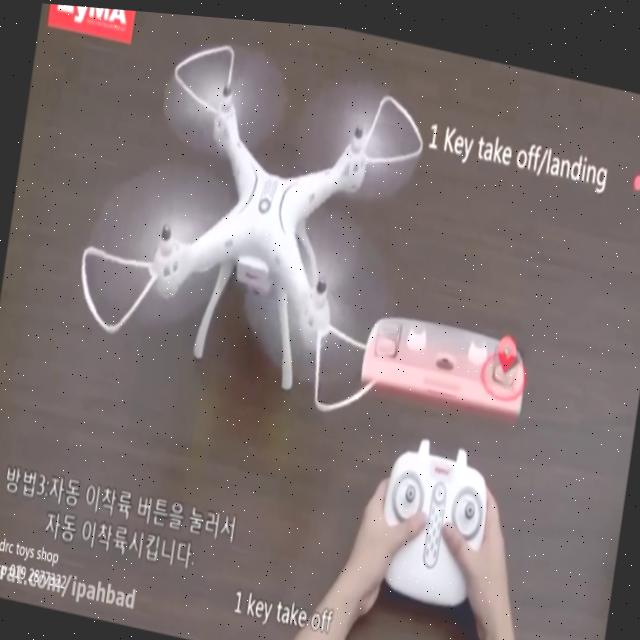 SYMA
1 Key take off/landing
방법3:자동 이착륙 버튼을 눌러서
자동 이착륙시킵니다.
drc toys shop
/ipahbad
1 key take off